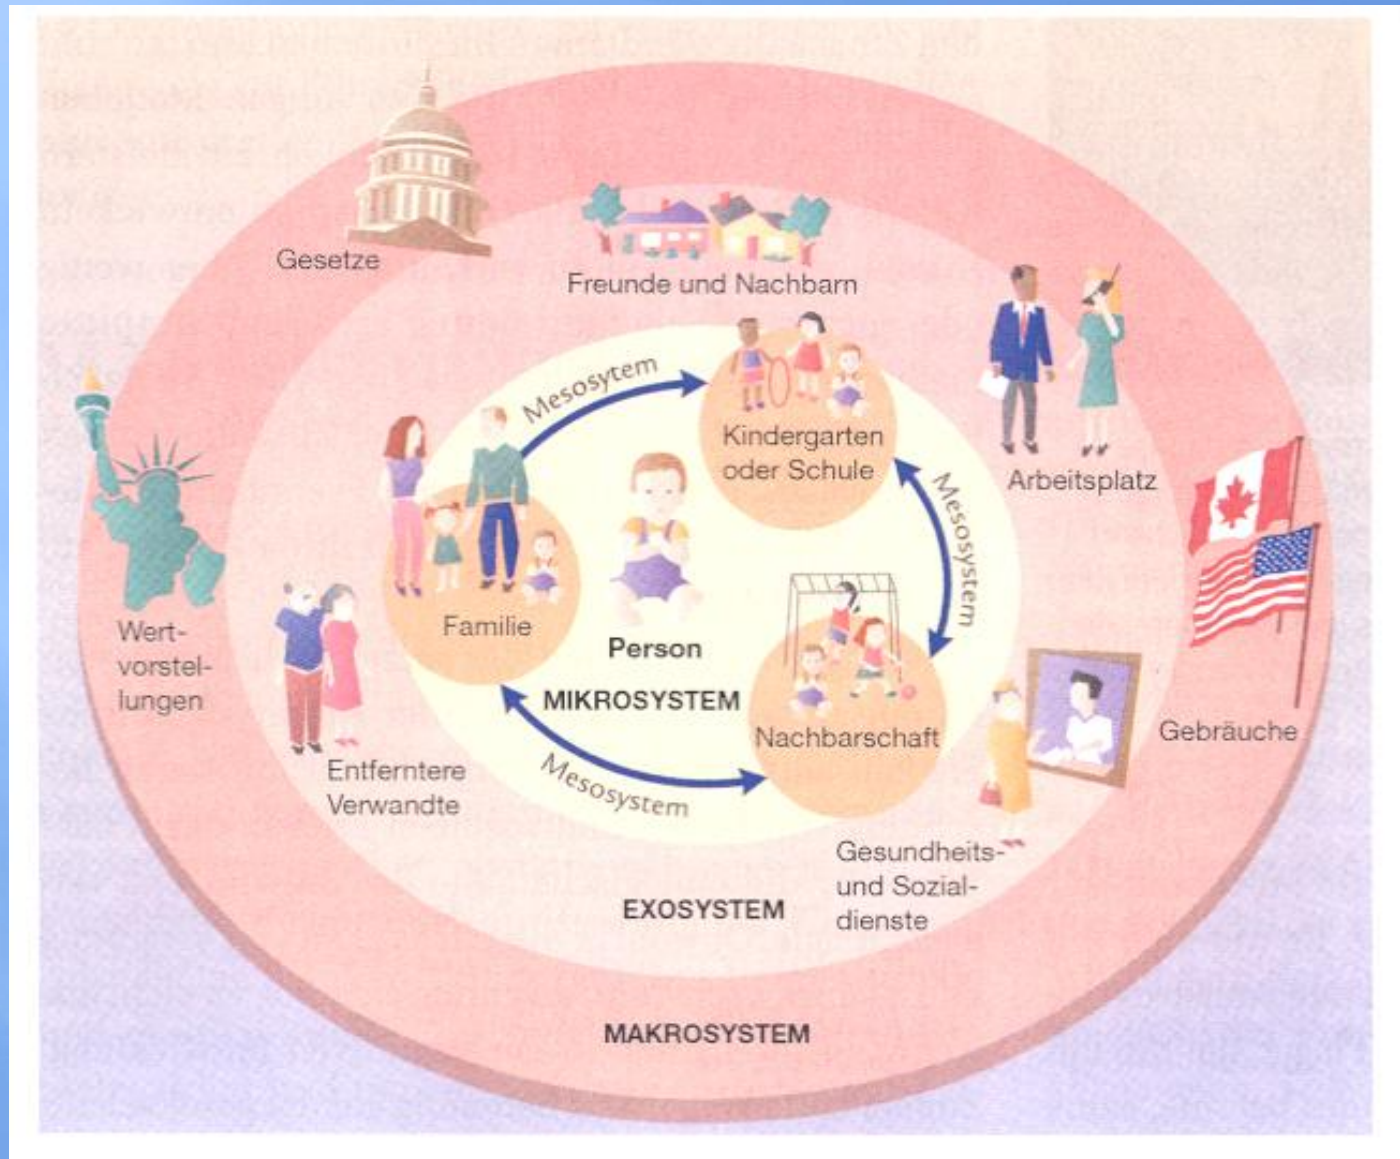 Gesetze
Freunde und Nachbarn
Mesosytem
Kindergarten
oder Schule
Arbeitsplatz
Mesosystem
Familie
Person
MIKROSYSTEM
Wert-
vorstel-
lungen
Nachbarschaft
Gebräuche
Entferntere
Verwandte
Mesosystem
Gesundheits-
und Sozial-
dienste
EXOSYSTEM
MAKROSYSTEM